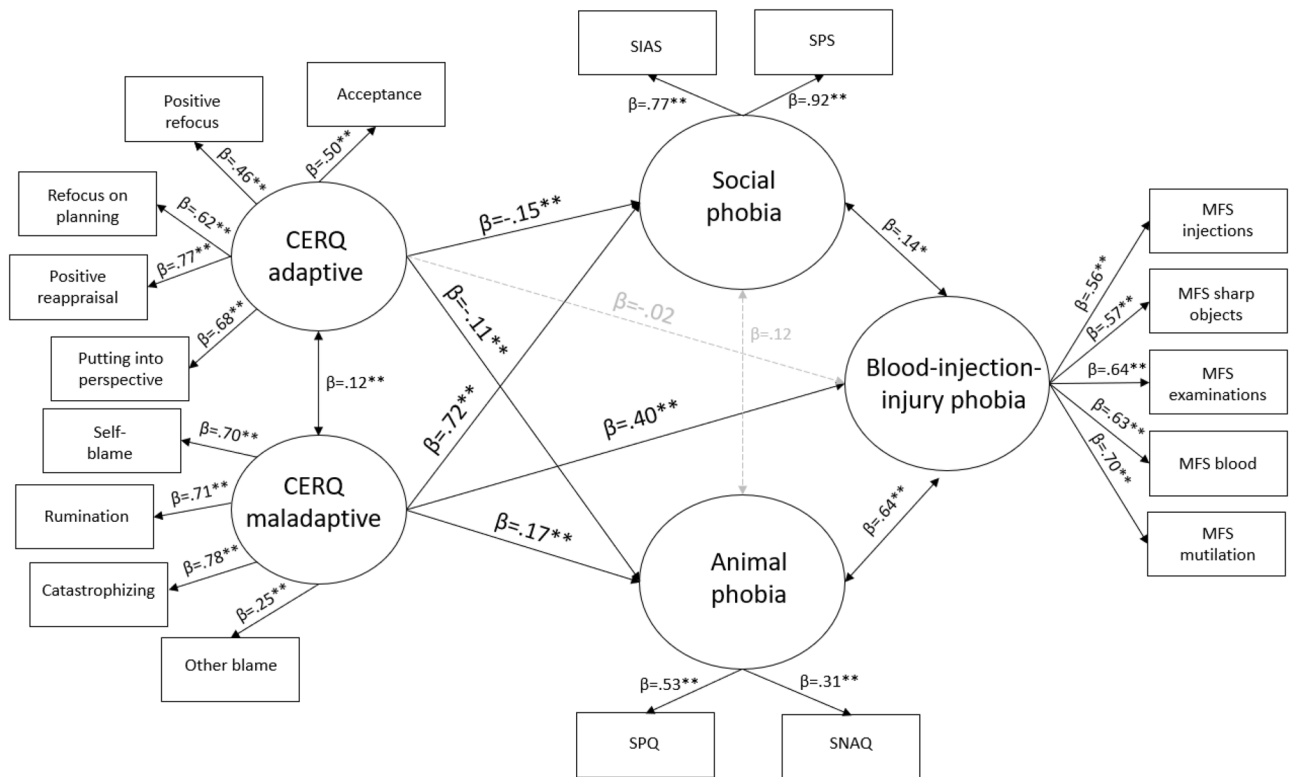 SIAS
SPS
β=.77**
β=.92**
Positive
refocus
Acceptance
β=.46**
β=.50**
Refocus on
planning
β=.62**
Positive
reappraisal
β=.77**
Putting into
perspective
β=.68**
CERQ
adaptive
β=-.15**
β=-.11**
β=-.02
Social
phobia
β=.14*
β=.12
β=.12**
Self-
blame
β=.70**
Rumination
β=.71**
Catastrophizing
β=.78**
Other blame
β=.25**
CERQ
maladaptive
β=.72**
β=.40**
β=.17**
Blood-injection-
injury phobia
β=.64**
Animal
phobia
β=.53**
β=.31**
SPQ
SNAQ
MFS
injections
β=.56**
MFS sharp
objects
β=.57**
MFS
examinations
β=.64**
MFS blood
β=.63**
MFS
mutilation
β=.70**